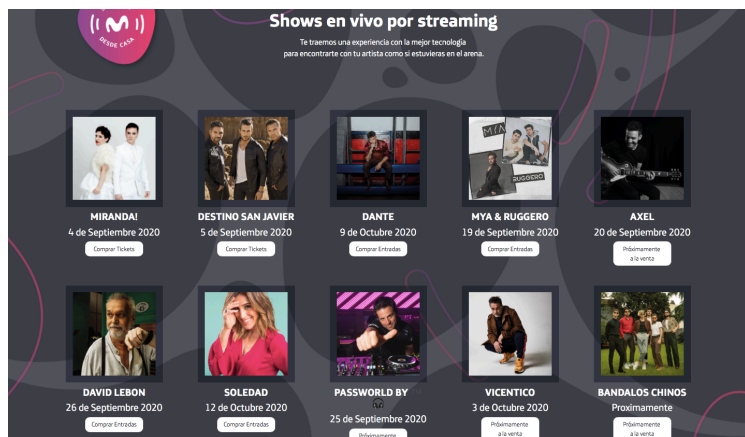 ((M))
DESDE CASA
Shows en vivo por streaming
Te traemos una experiencia con la mejor tecnología
para encontrarte con tu artista como si estuvieras en el arena.
MYA
RUGGERO
MIRANDA!
4 de Septiembre 2020
Comprar Tickets
DESTINO SAN JAVIER
5 de Septiembre 2020
Comprar Tickets
DANTE
9 de Octubre 2020
Comprar Entradas
MYA & RUGGERO
19 de Septiembre 2020
Comprar Entradas
AXEL
20 de Septiembre 2020
Próximamente
a la venta
DAVID LEBON
26 de Septiembre 2020
Comprar Entradas
SOLEDAD
12 de Octubre 2020
Comprar Entradas
PASSWORLD BY
25 de Septiembre 2020
Próximamente
VICENTICO
3 de Octubre 2020
Próximamente
a la venta
BANDALOS CHINOS
Proximamente
Próximamente
a la venta